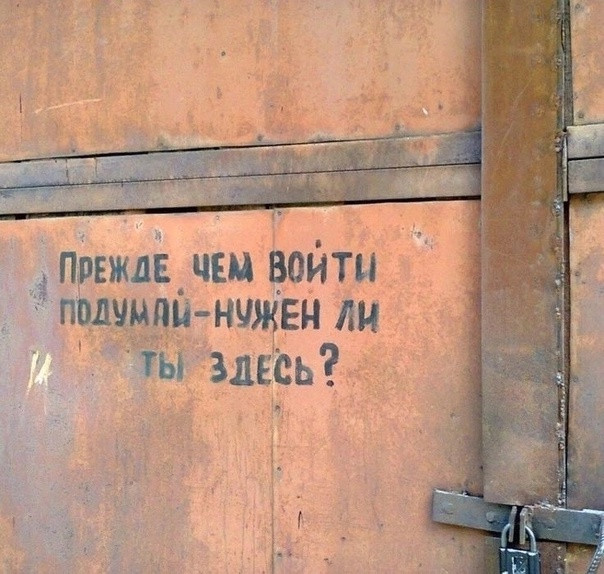 Прежде чем войти
подумай-нужен ли
ты здесь?